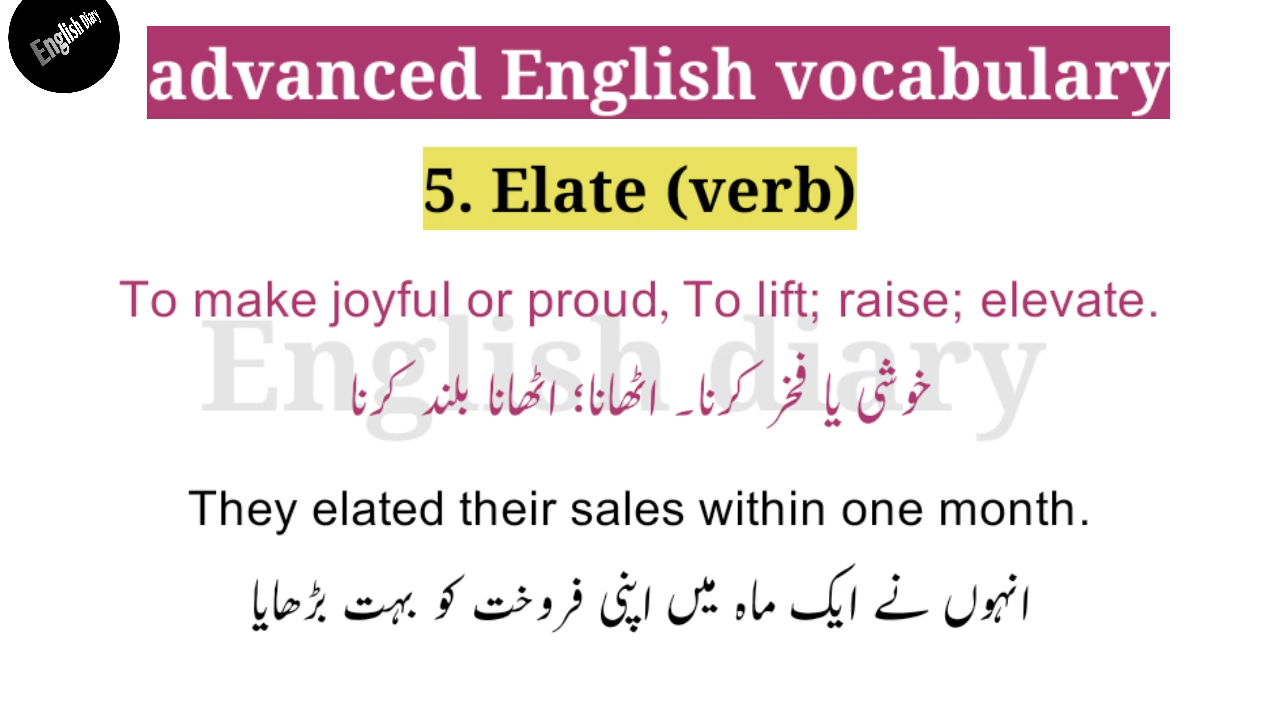 English Diary
advanced English vocabulary
5. Elate (verb)
To make joyful or proud, To lift; raise; elevate.
English diary
خوشی یا فخر کرنا۔ اٹھانا؛ اٹھانا بلند کرنا
They elated their sales within one month.
انہوں نے ایک ماہ میں اپنی فروخت کو بہت بڑھایا